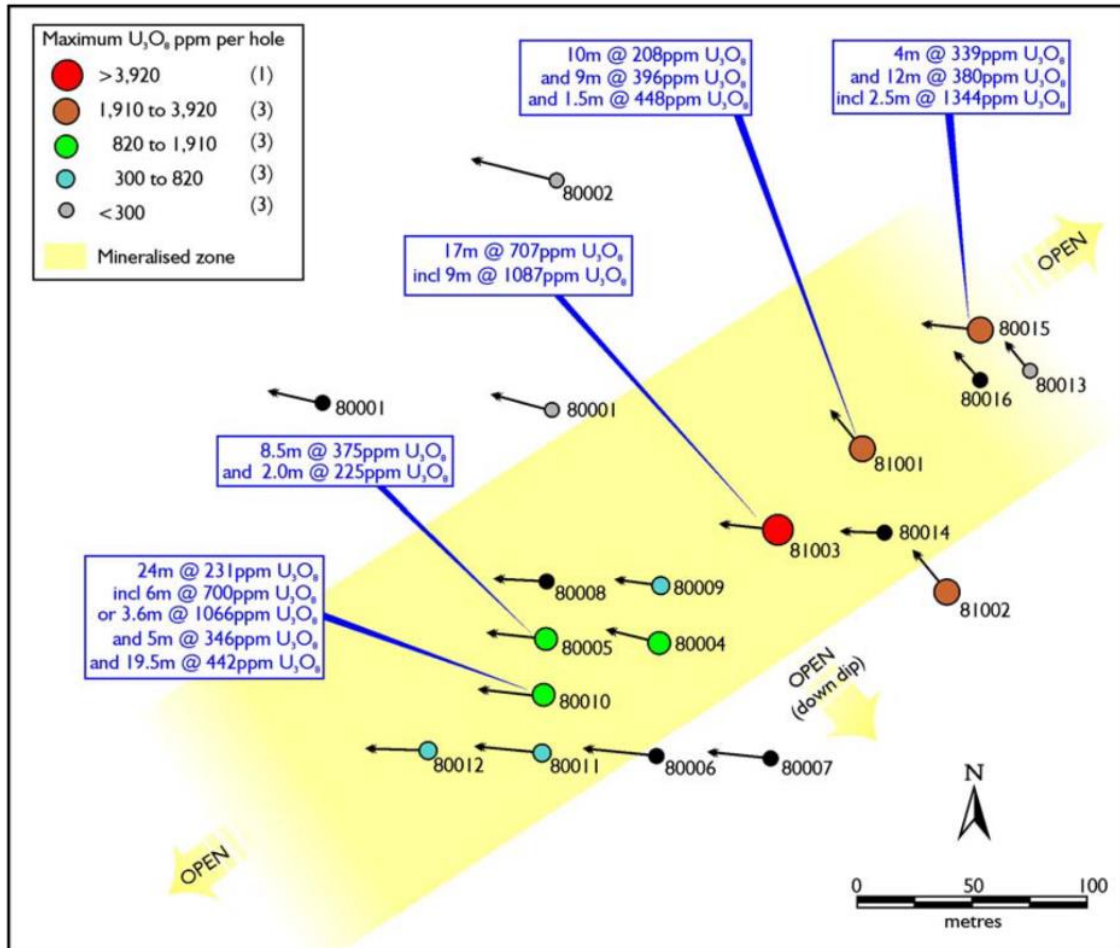 Maximum U₃O₈ ppm per hole
>3,920 (1)
1,910 to 3,920 (3)
820 to 1,910 (3)
300 to 820 (3)
<300 (3)
Mineralised zone
10m @ 208ppm U₃O₈
and 9m @ 396ppm U₃O₈
and 1.5m @ 448ppm U₃O₈
4m @ 339ppm U₃O₈
and 12m @ 380ppm U₃O₈
incl 2.5m @ 1344ppm U₃O₈
80002
17m @ 707ppm U₃O₈
incl 9m @ 1087ppm U₃O₈
OPEN
80015
80013
80016
80001
80001
81001
8.5m @ 375ppm U₃O₈
and 2.0m @ 225ppm U₃O₈
81003
80014
24m @ 231ppm U₃O₈
incl 6m @ 700ppm U₃O₈
or 3.6m @ 1066ppm U₃O₈
and 5m @ 346ppm U₃O₈
and 19.5m @ 442ppm U₃O₈
80008
80009
81002
80005
80004
OPEN
(down dip)
80010
80012
80011
80006
80007
N
OPEN
0 50 100
metres